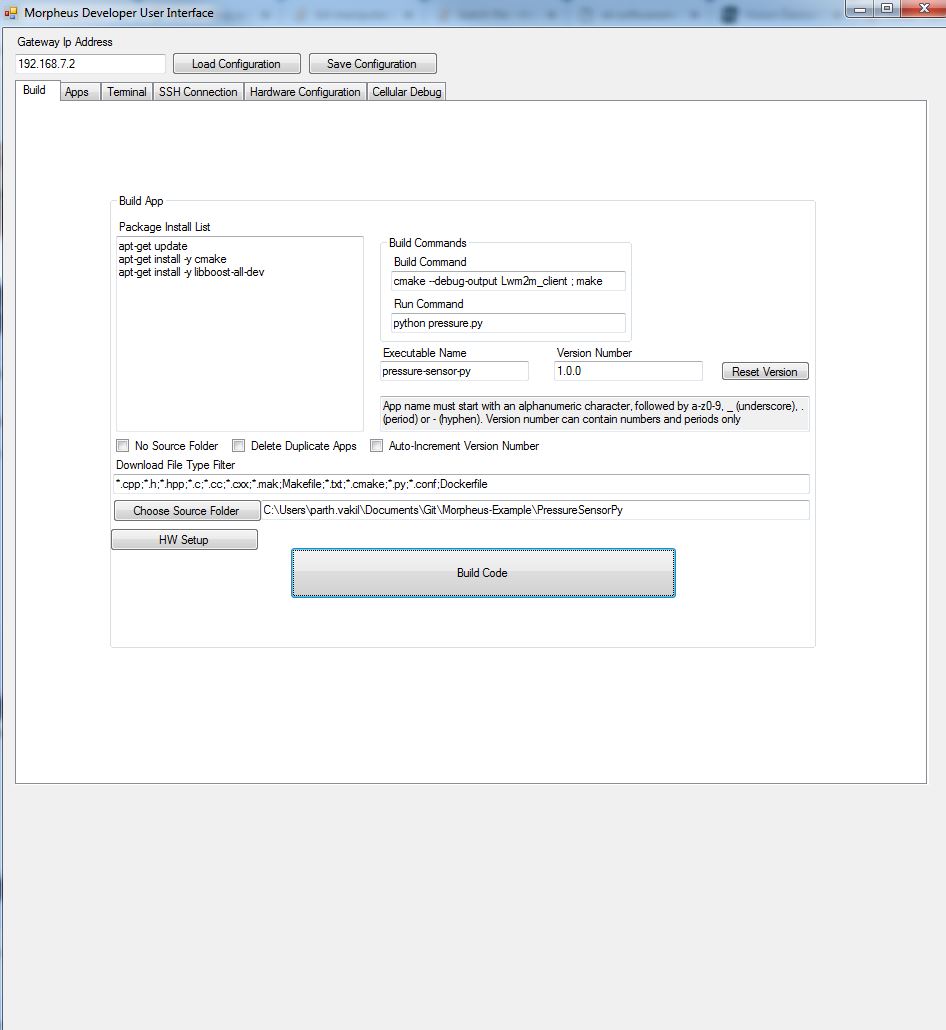 Morpheus Developer User Interface
Gateway Ip Address
192.168.7.2
Load Configuration
Save Configuration
Build
Apps
Terminal
SSH Connection
Hardware Configuration
Cellular Debug
Build App
Package Install List
apt-get update
apt-get install -y cmake
apt-get install -y libboost-all-dev
Build Commands
Build Command
cmake --debug-output Lwm2m_client ; make
Run Command
python pressure.py
Executable Name
Version Number
pressure-sensor-py
1.0.0
Reset Version
App name must start with an alphanumeric character, followed by a-z0-9, _ (underscore), .
(period) or - (hyphen). Version number can contain numbers and periods only
No Source Folder
Delete Duplicate Apps
Auto-Increment Version Number
Download File Type Filter
*.cpp;*.h;*.hpp;*.c;*.cc;*.cxx;*.mak;Makefile;*.txt;*.cmake;*.py;*.conf;Dockerfile
Choose Source Folder
C:\Users\parth.vakil\Documents\Git\Morpheus-Example\PressureSensorPy
HW Setup
Build Code